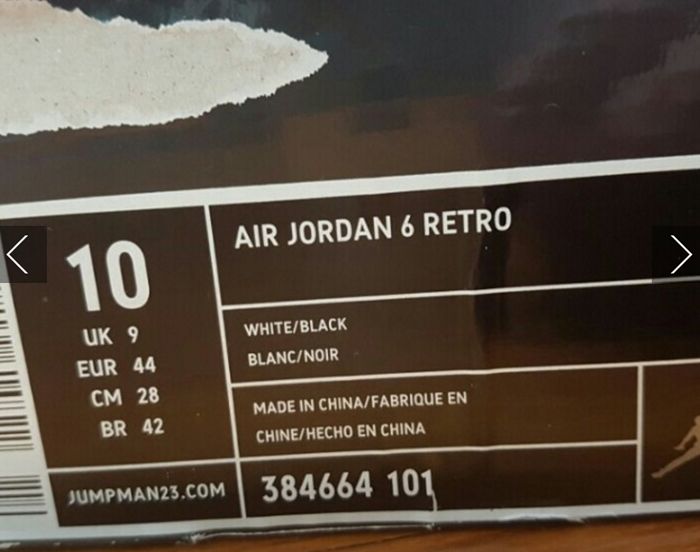 10
UK 9
EUR 44
CM 28
BR 42
JUMPMAN23.COM
AIR JORDAN 6 RETRO
WHITE/BLACK
BLANC/NOIR
MADE IN CHINA/FABRIQUE EN
CHINE/HECHO EN CHINA
384664 101